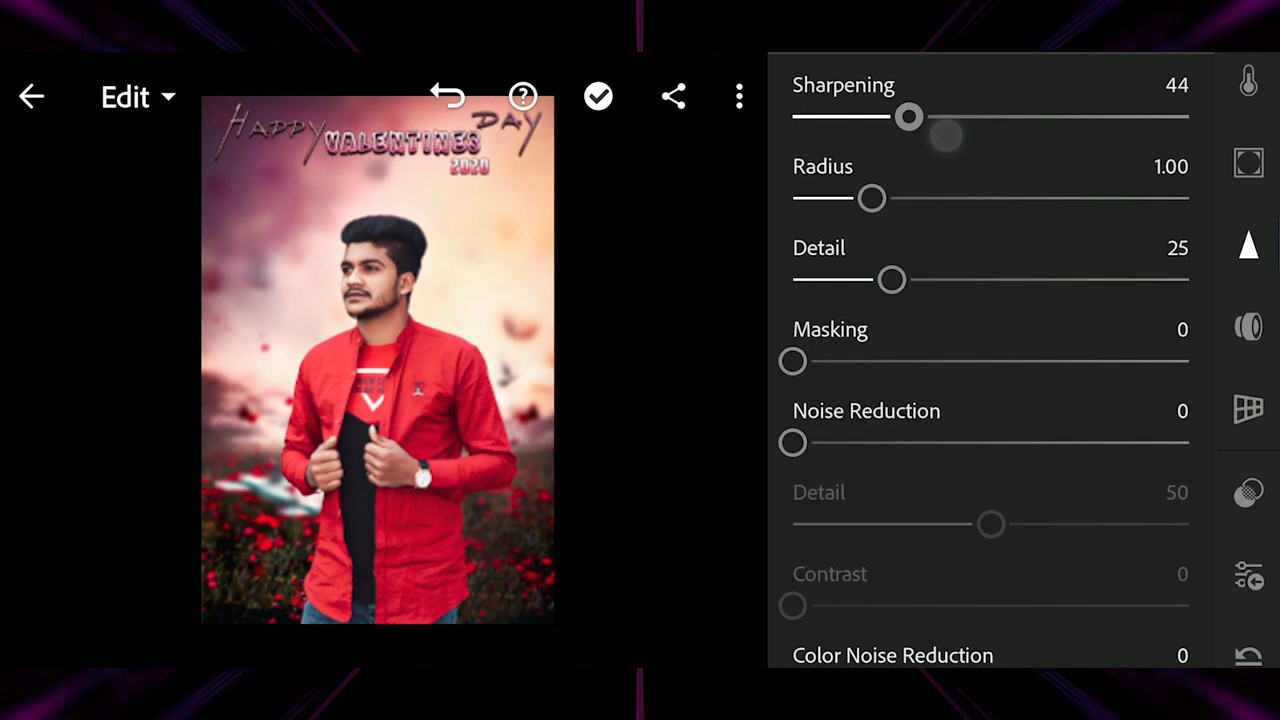 Edit
HAPPY VALENTINES DAY
2020
Sharpening 44
Radius 1.00
Detail 25
Masking 0
Noise Reduction 0
Detail 50
Contrast 0
Color Noise Reduction 0